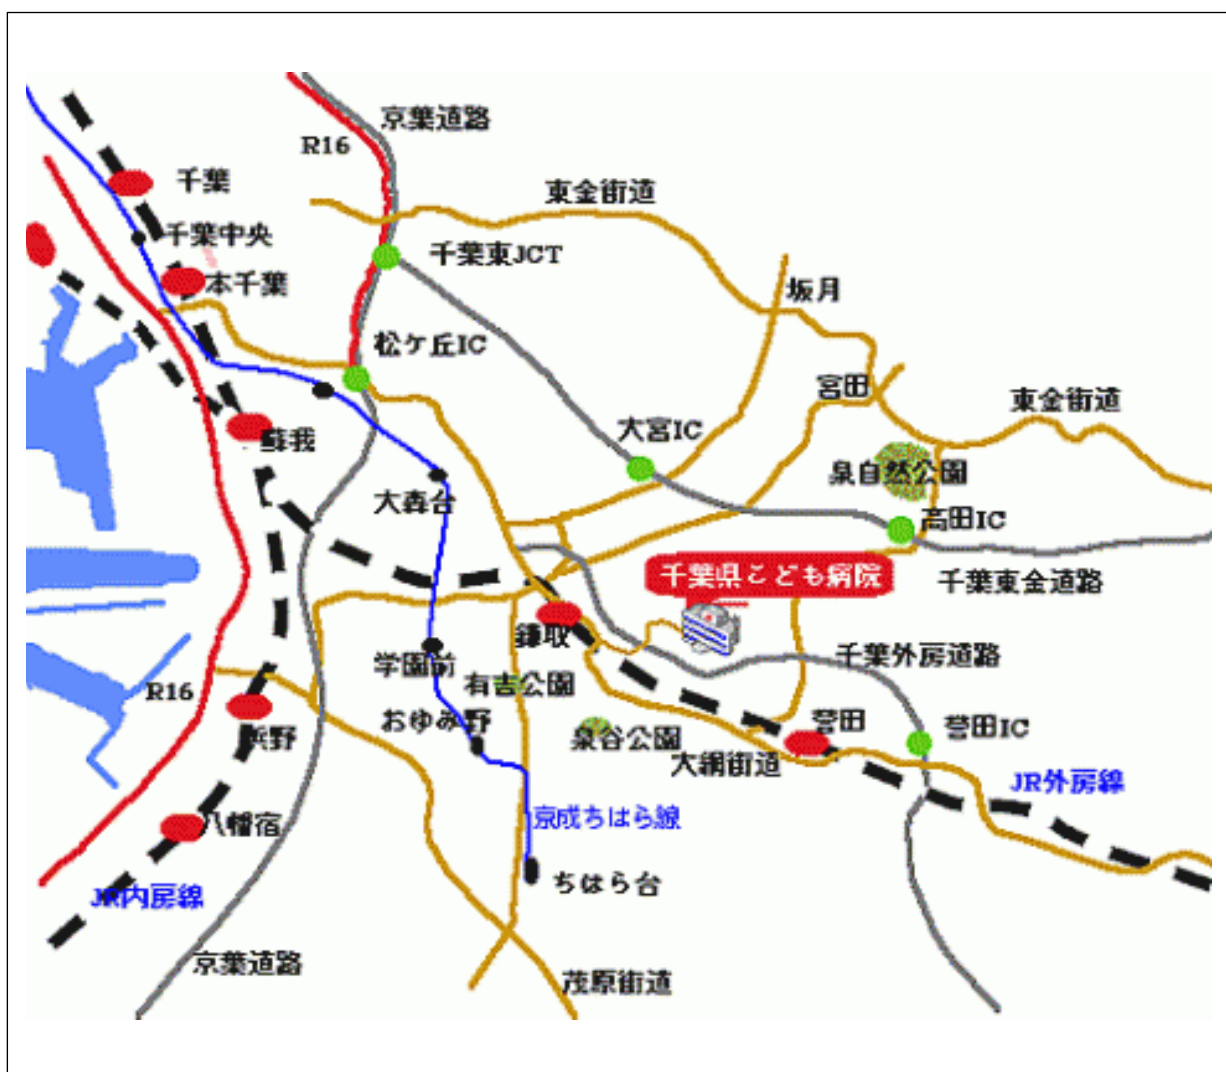 京葉道路
R16
千葉
東金街道
千葉中央
千葉東JCT
本千葉
坂月
松ケ丘IC
宮田
東金街道
大宮IC
蘇我
泉自然公園
大森台
高田IC
千葉県こども病院
千葉東金道路
鎌取
学園前
千葉外房道路
有吉公園
R16
おゆみ野
浜野
泉谷公園
誉田
誉田IC
大網街道
JR外房線
八幡宿
京成ちはら線
ちはら台
JR内房線
京葉道路
茂原街道